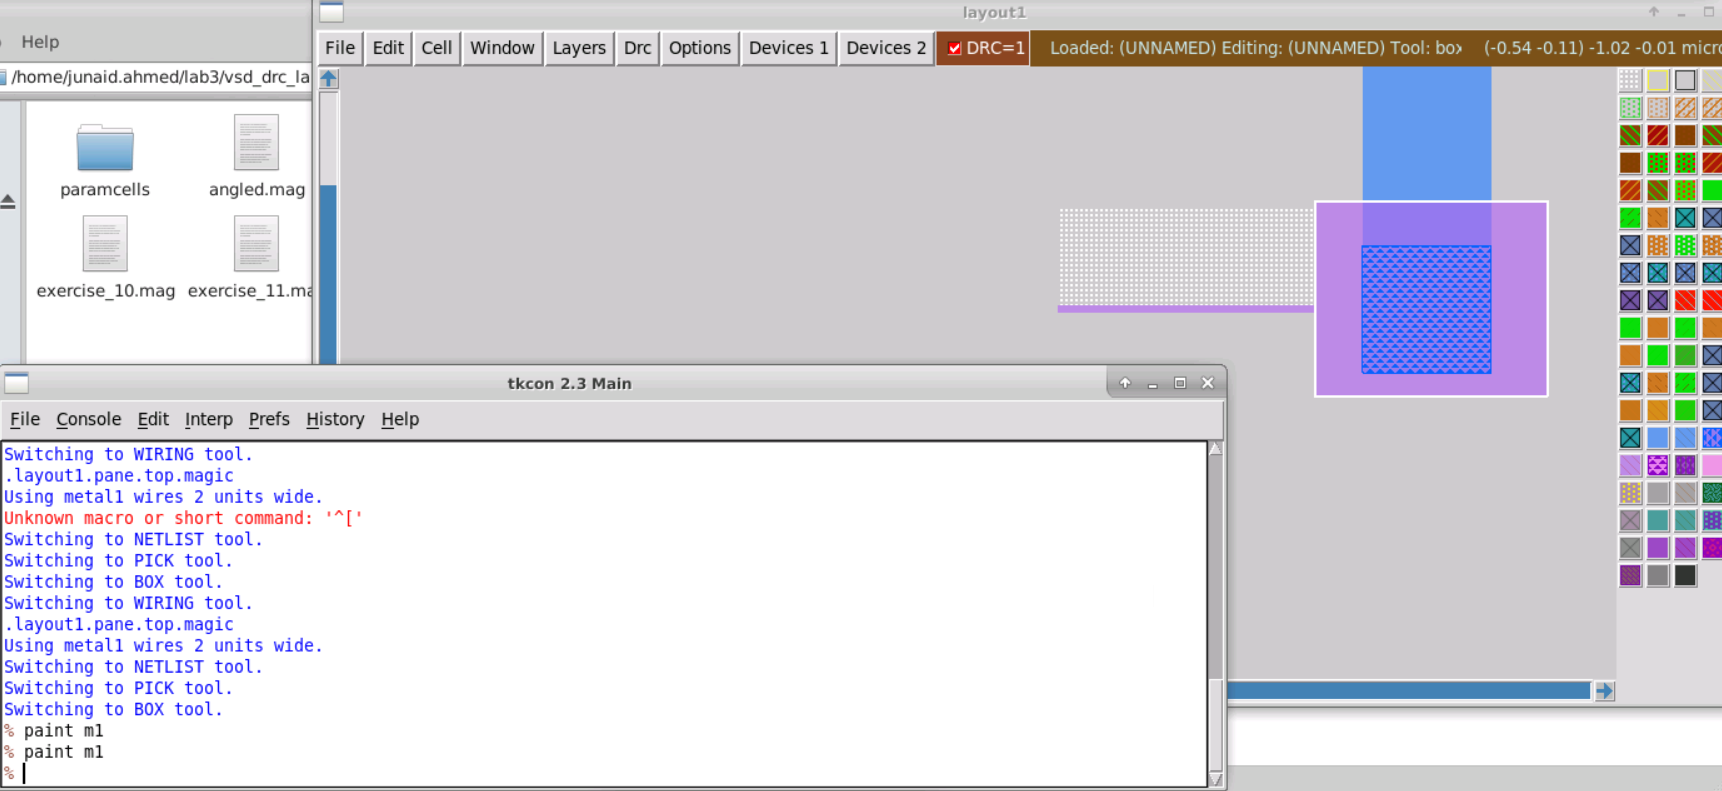 layout1
Help
File Edit Cell Window Layers Drc Options Devices 1 Devices 2 DRC=1 Loaded: (UNNAMED) Editing: (UNNAMED) Tool: box (-0.54 -0.11) -1.02 -0.01 micro
/home/junaid.ahmed/lab3/vsd_drc_la
paramcells
angled.mag
exercise_10.mag
exercise_11.ma
tkcon 2.3 Main
File Console Edit Interp Prefs History Help
Switching to WIRING tool.
.layout1.pane.top.magic
Using metal1 wires 2 units wide.
Unknown macro or short command: '^['
Switching to NETLIST tool.
Switching to PICK tool.
Switching to BOX tool.
Switching to WIRING tool.
.layout1.pane.top.magic
Using metal1 wires 2 units wide.
Switching to NETLIST tool.
Switching to PICK tool.
Switching to BOX tool.
% paint m1
% paint m1
%